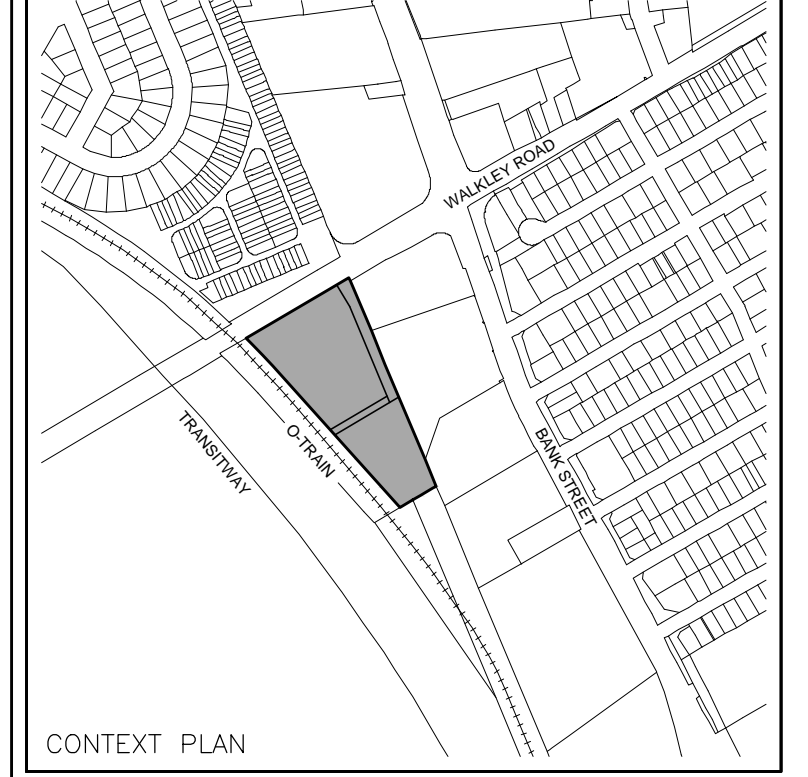 WALKLEY ROAD
TRANSITWAY
O-TRAIN
BANK STREET
CONTEXT PLAN